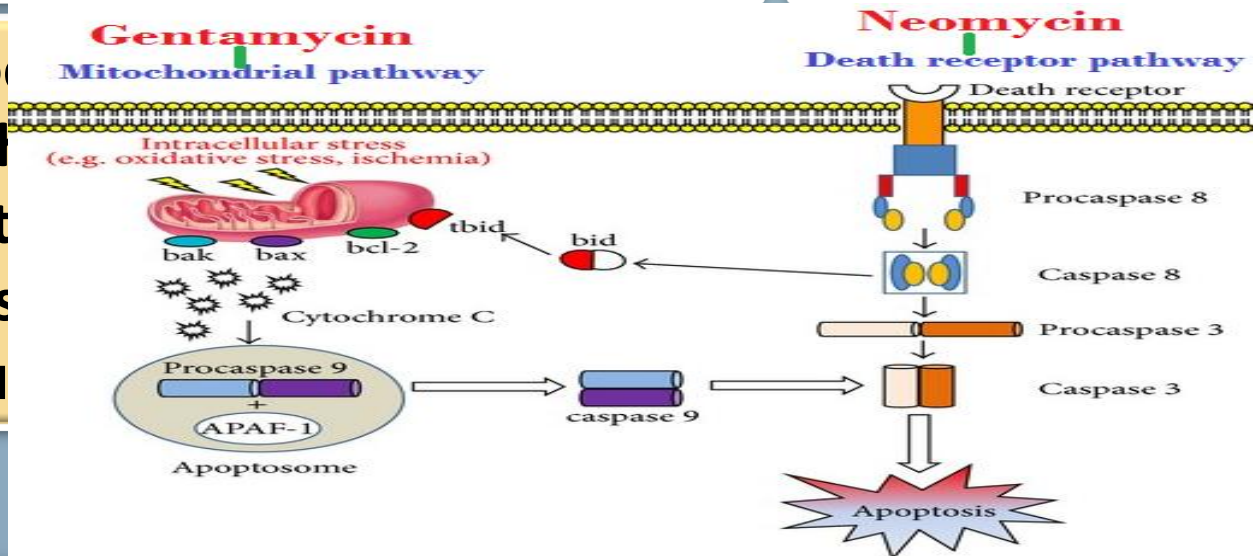 Gentamycin
Mitochondrial pathway
Neomycin
Death receptor pathway
Death receptor
Intracellular stress
(e.g. oxidative stress, ischemia)
Procaspase 8
tbid
bid
bcl-2
bak
bax
Caspase 8
Cytochrome C
Procaspase 3
Procaspase 9
+
APAF-1
Apoptosome
caspase 9
Caspase 3
Apoptosis